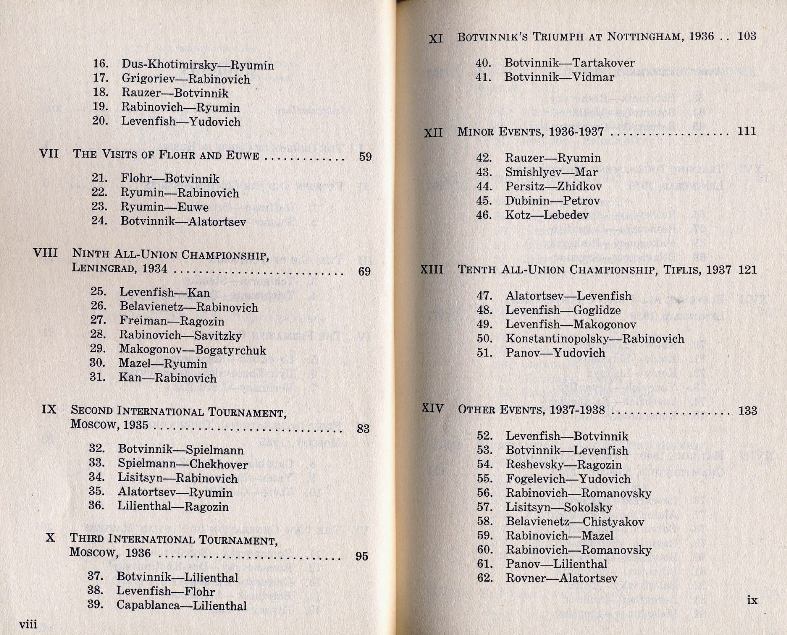 16. Dus-Khotimirsky—Ryumin
17. Grigoriev—Rabinovich
18. Rauzer—Botvinnik
19. Rabinovich—Ryumin
20. Levenfish—Yudovich
VII THE VISITS OF FLOHR AND EUWE ............ 59
21. Flohr—Botvinnik
22. Ryumin—Rabinovich
23. Ryumin—Euwe
24. Botvinnik—Alatortsev
VIII NINTH ALL-UNION CHAMPIONSHIP,
LENINGRAD, 1934 ......................... 69
25. Levenfish—Kan
26. Belavienetz—Rabinovich
27. Freiman—Ragozin
28. Rabinovich—Savitzky
29. Makogonov—Bogatyrchuk
30. Mazel—Ryumin
31. Kan—Rabinovich
IX SECOND INTERNATIONAL TOURNAMENT,
MOSCOW, 1935 ............................ 83
32. Botvinnik—Spielmann
33. Spielmann—Chekhover
34. Lisitsyn—Rabinovich
35. Alatortsev—Ryumin
36. Lilienthal—Ragozin
X THIRD INTERNATIONAL TOURNAMENT,
MOSCOW, 1936 ........................... 95
37. Botvinnik—Lilienthal
38. Levenfish—Flohr
39. Capablanca—Lilienthal
viii
XI BOTVINNIK'S TRIUMPH AT NOTTINGHAM, 1936 .. 103
40. Botvinnik—Tartakover
41. Botvinnik—Vidmar
XII MINOR EVENTS, 1936-1937 .................. 111
42. Rauzer—Ryumin
43. Smishlyev—Mar
44. Persitz—Zhidkov
45. Dubinin—Petrov
46. Kotz—Lebedev
XIII TENTH ALL-UNION CHAMPIONSHIP, TIFLIS, 1937 121
47. Alatortsev—Levenfish
48. Levenfish—Goglidze
49. Levenfish—Makogonov
50. Konstantinopolsky—Rabinovich
51. Panov—Yudovich
XIV OTHER EVENTS, 1937-1938 .................. 133
52. Levenfish—Botvinnik
53. Botvinnik—Levenfish
54. Reshevsky—Ragozin
55. Fogelevich—Yudovich
56. Rabinovich—Romanovsky
57. Lisitsyn—Sokolsky
58. Belavienetz—Chistyakov
59. Rabinovich—Mazel
60. Rabinovich—Romanovsky
61. Panov—Lilienthal
62. Rovner—Alatortsev
ix